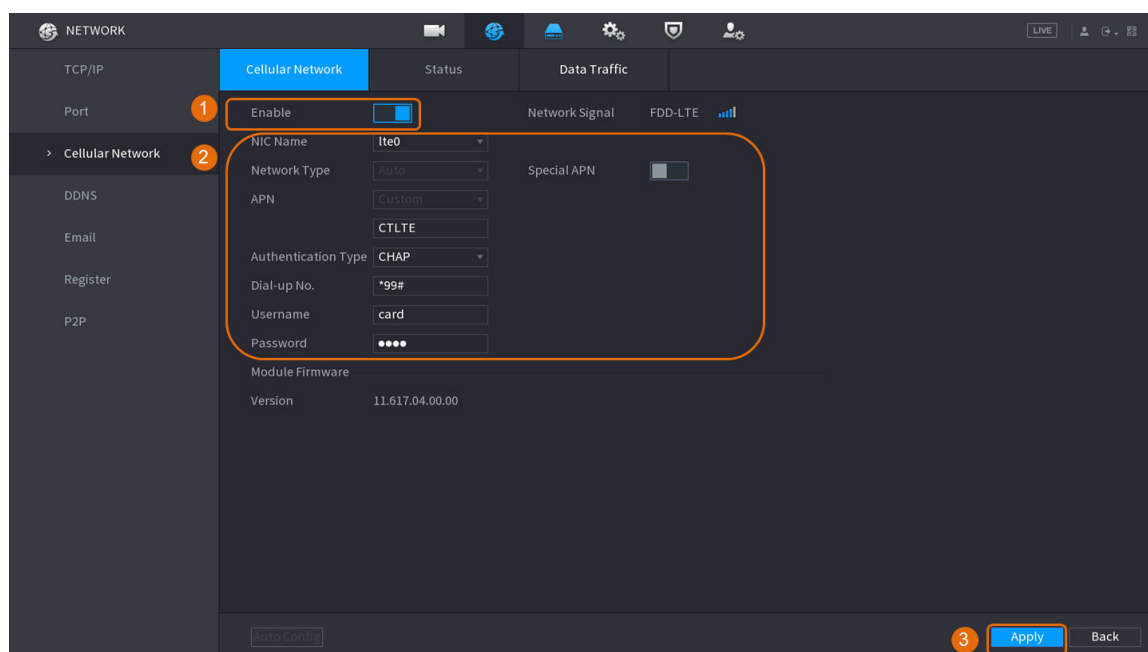 NETWORK
LIVE
TCP/IP
Cellular Network Status Data Traffic
Port
1
Enable
Network Signal FDD-LTE
Cellular Network
2
NIC Name lte0
Network Type Auto
Special APN
DDNS
APN Custom
CTLTE
Email
Authentication Type CHAP
Register
Dial-up No. *99#
P2P
Username card
Password ●●●●
Module Firmware
Version 11.617.04.00.00
Auto Config
3
Apply
Back